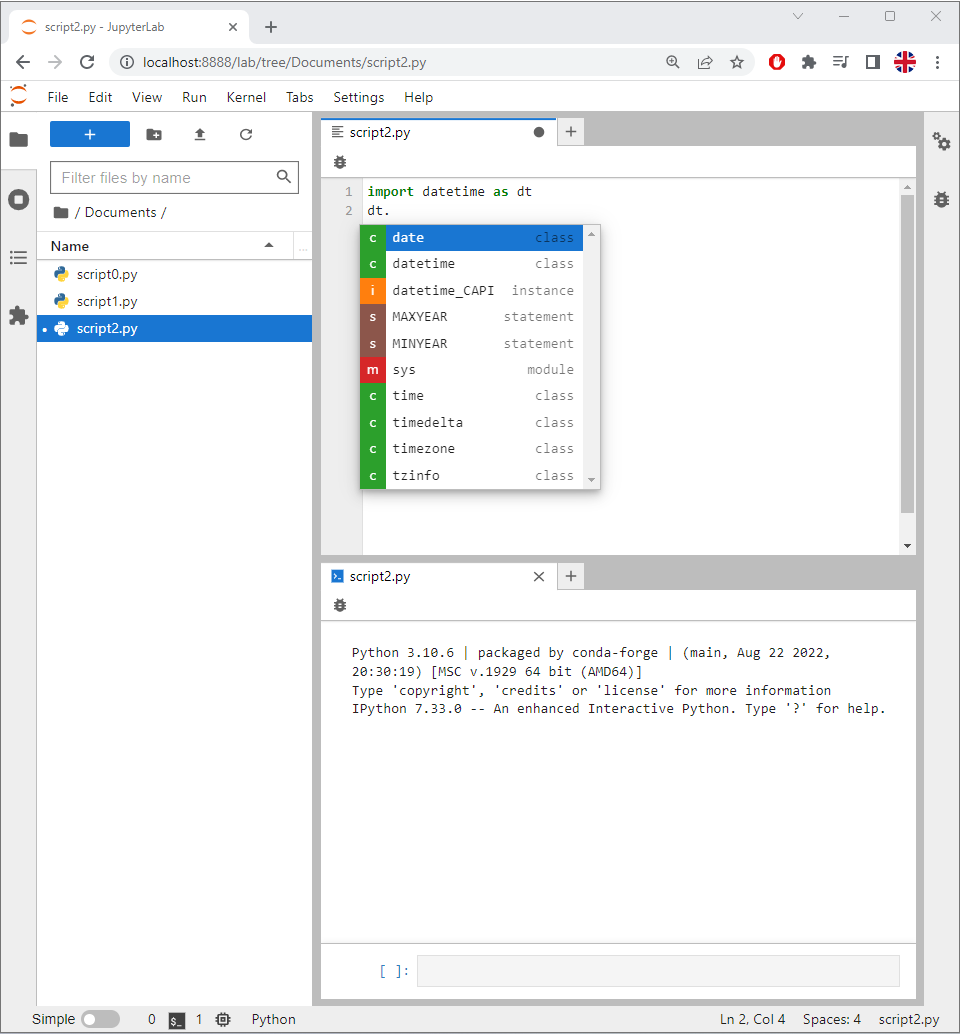 script2.py - JupyterLab
localhost:8888/lab/tree/Documents/script2.py
File Edit View Run Kernel Tabs Settings Help
Filter files by name
/ Documents /
Name
...
script0.py
script1.py
script2.py
script2.py
1 import datetime as dt
2 dt.
c date class
c datetime class
i datetime_CAPI instance
s MAXYEAR statement
s MINYEAR statement
m sys module
c time class
c timedelta class
c timezone class
c tzinfo class
script2.py
Python 3.10.6 | packaged by conda-forge | (main, Aug 22 2022,
20:30:19) [MSC v.1929 64 bit (AMD64)]
Type 'copyright', 'credits' or 'license' for more information
IPython 7.33.0 -- An enhanced Interactive Python. Type '?' for help.
[ ]:
Simple 0 $_ 1 Python Ln 2, Col 4 Spaces: 4 script2.py